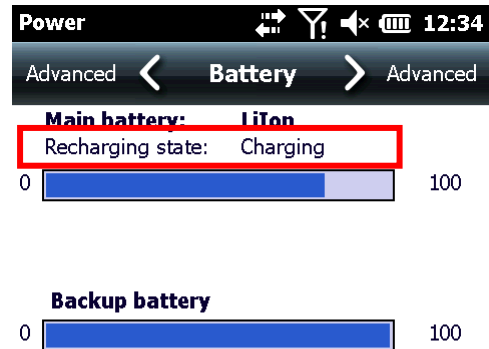 Power 12:34
Advanced Battery Advanced
Main battery: LiIon
Recharging state: Charging
0 100
Backup battery
0 100